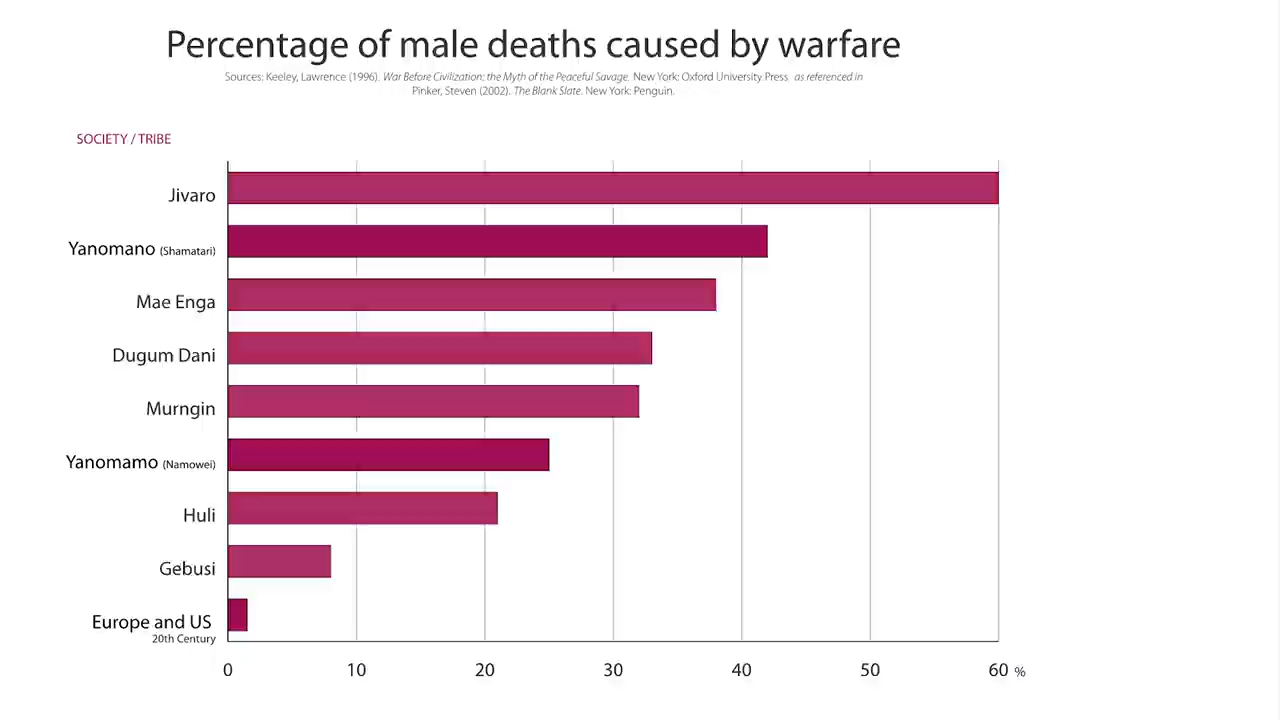 Percentage of male deaths caused by warfare
Sources: Keeley, Lawrence (1996). War Before Civilization: the Myth of the Peaceful Savage. New York: Oxford University Press as referenced in
Pinker, Steven (2002). The Blank Slate. New York: Penguin.
SOCIETY / TRIBE
Jivaro
Yanomano (Shamatari)
Mae Enga
Dugum Dani
Murngin
Yanomamo (Namowei)
Huli
Gebusi
Europe and US
20th Century
0 10 20 30 40 50 60 %